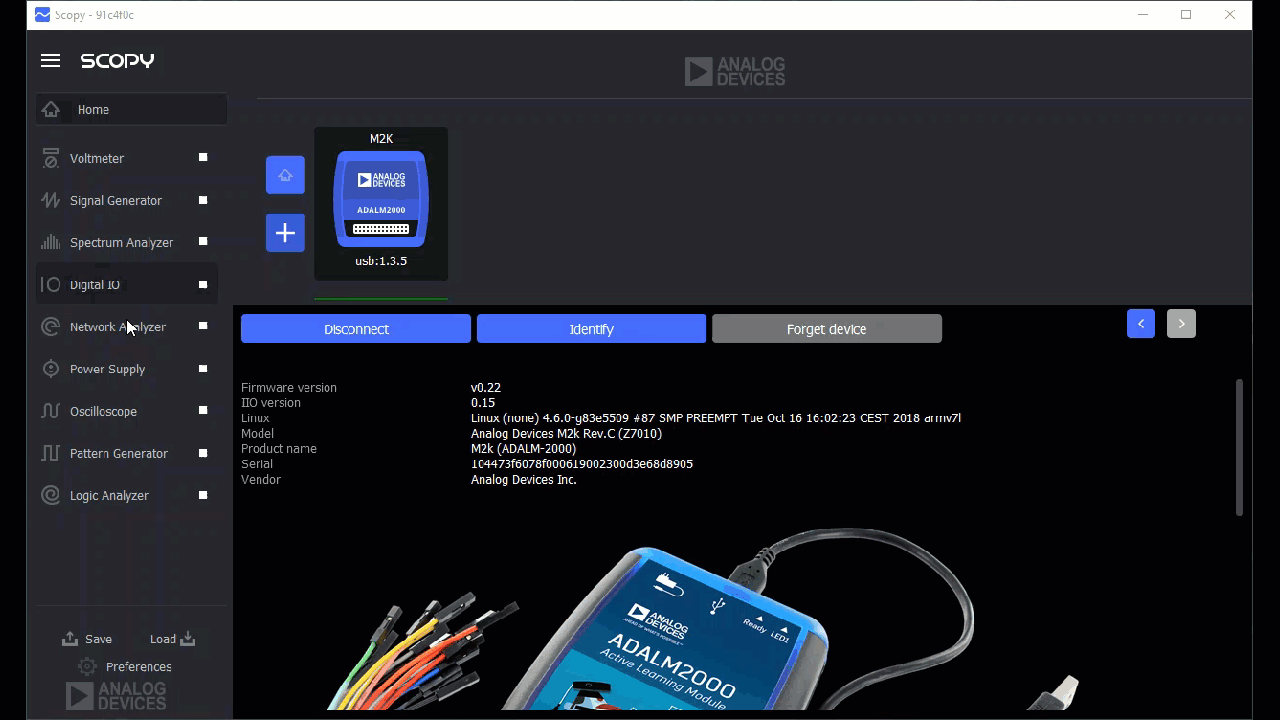 Scopy - 91c4f0c
SCOPY
ANALOG
DEVICES
Home
Voltmeter
Signal Generator
Spectrum Analyzer
Digital IO
Network Analyzer
Power Supply
Oscilloscope
Pattern Generator
Logic Analyzer
Save Load
Preferences
ANALOG
DEVICES
M2K
ANALOG
DEVICES
ADALM2000
usb:1.3.5
Disconnect Identify Forget device
Firmware version v0.22
IIO version 0.15
Linux Linux (none) 4.6.0-g83e5509 #87 SMP PREEMPT Tue Oct 16 16:02:23 CEST 2018 armv7l
Model Analog Devices M2k Rev.C (Z7010)
Product name M2k (ADALM-2000)
Serial 104473f6078f000619002300d3e68d8905
Vendor Analog Devices Inc.
ANALOG
DEVICES
AHEAD OF WHAT'S POSSIBLE™
Ready LED1
ADALM2000
Active Learning Module